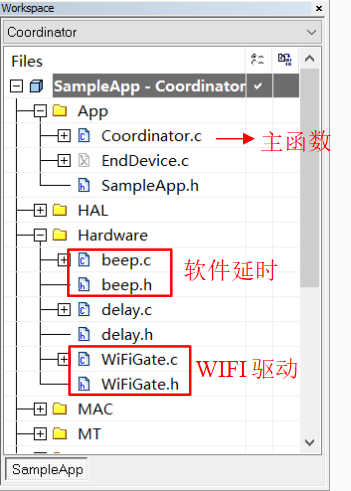 Workspace
Coordinator
Files
SampleApp - Coordinator
App
Coordinator.c
主函数
EndDevice.c
SampleApp.h
HAL
Hardware
beep.c
软件延时
beep.h
delay.c
delay.h
WiFiGate.c
WIFI 驱动
WiFiGate.h
MAC
MT
SampleApp